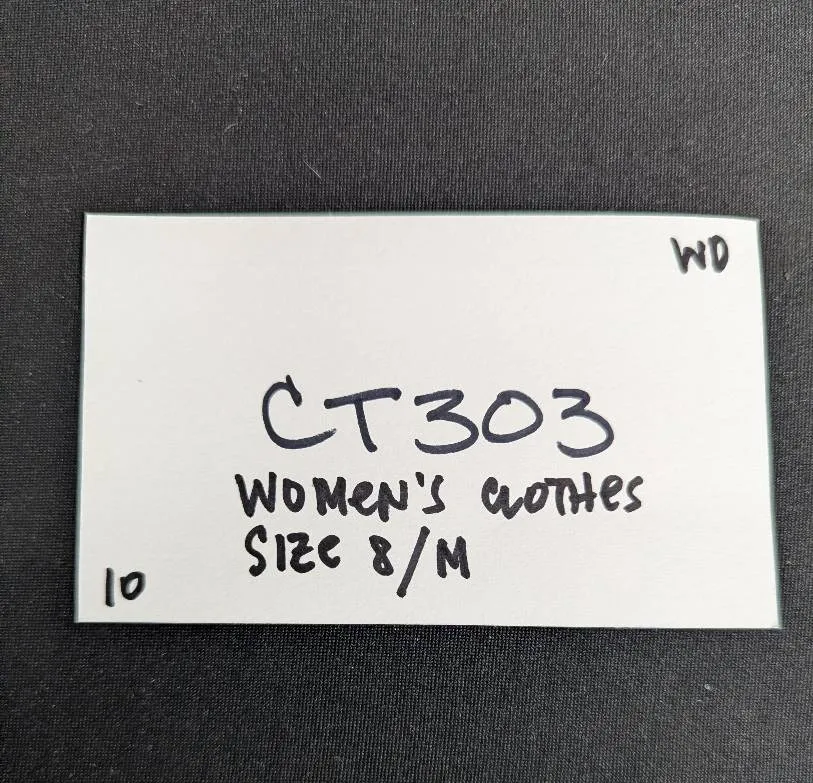 WD
CT303
WOMEN'S CLOTHES
SIZE 8/M
10